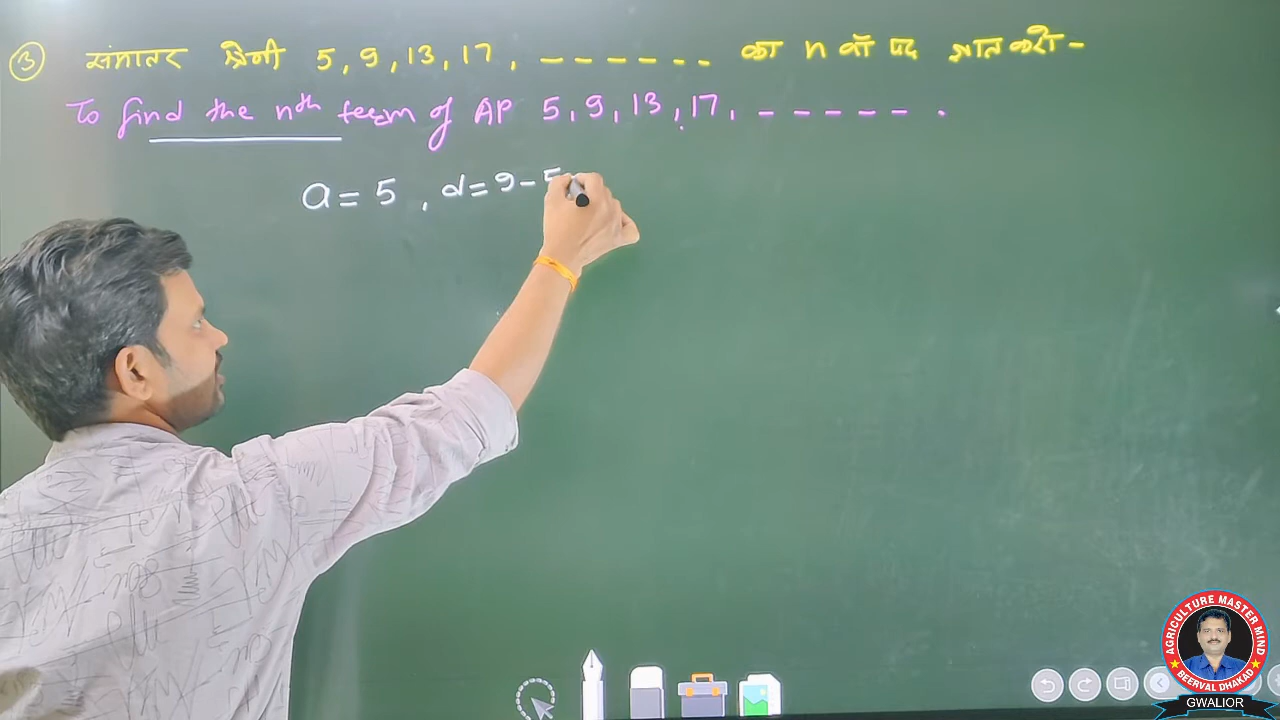 ③ समान्तर श्रेणी 5, 9, 13, 17, ------ का n वाँ पद ज्ञात करो -
To find the nth term of AP 5, 9, 13, 17, ----- .
a = 5 , d = 9 - 5
AGRICULTURE MASTER MIND
BEERVAL DHAKAD
GWALIOR